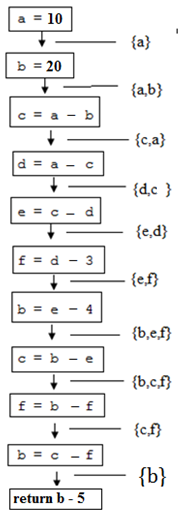 a = 10
{a}
b = 20
{a,b}
c = a - b
{c,a}
d = a - c
{d,c }
e = c - d
{e,d}
f = d - 3
{e,f}
b = e - 4
{b,e,f}
c = b - e
{b,c,f}
f = b - f
{c,f}
b = c - f
{b}
return b - 5